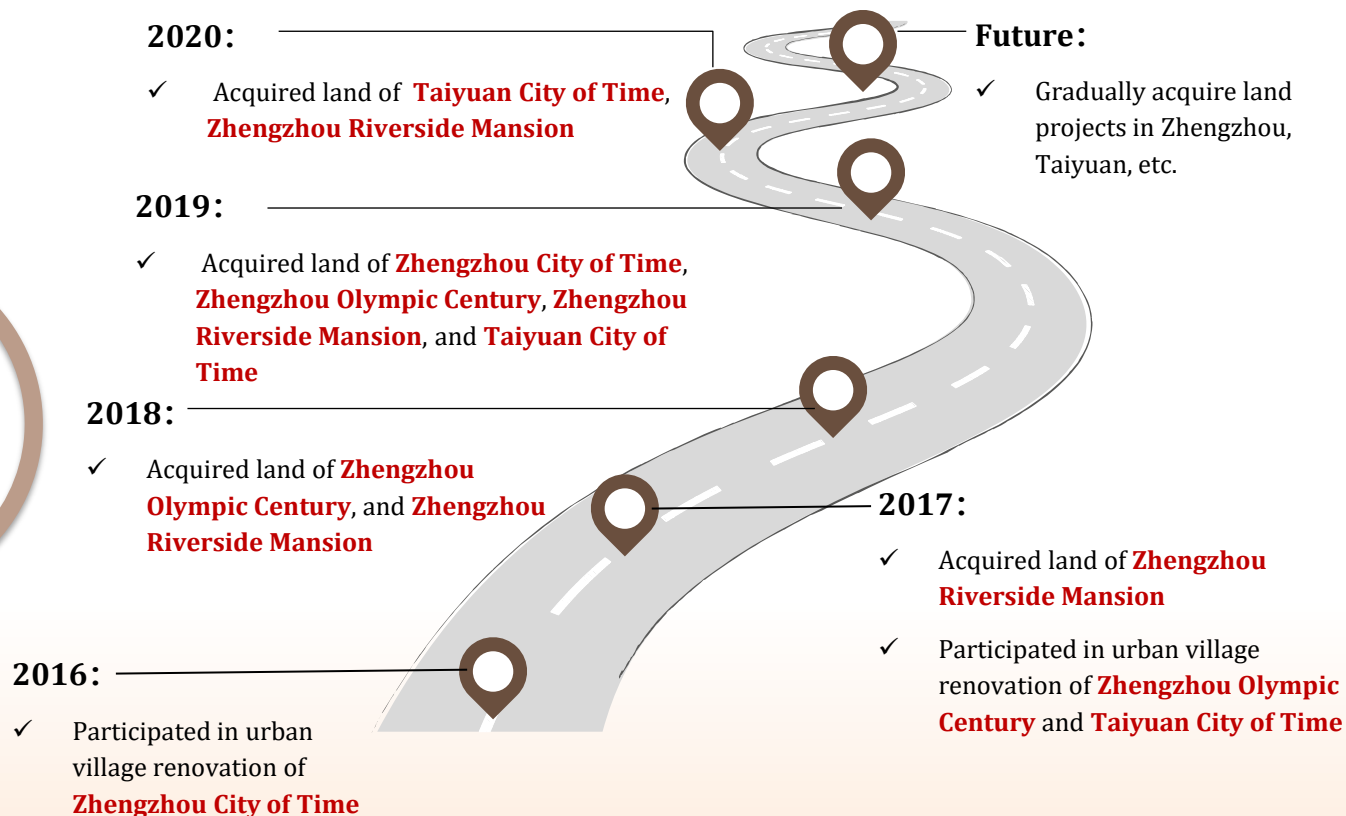 2020：
✓ Acquired land of Taiyuan City of Time,
Zhengzhou Riverside Mansion
Future：
✓ Gradually acquire land
projects in Zhengzhou,
Taiyuan, etc.
2019：
✓ Acquired land of Zhengzhou City of Time,
Zhengzhou Olympic Century, Zhengzhou
Riverside Mansion, and Taiyuan City of
Time
2018：
✓ Acquired land of Zhengzhou
Olympic Century, and Zhengzhou
Riverside Mansion
2017：
✓ Acquired land of Zhengzhou
Riverside Mansion
✓ Participated in urban village
renovation of Zhengzhou Olympic
Century and Taiyuan City of Time
2016：
✓ Participated in urban
village renovation of
Zhengzhou City of Time